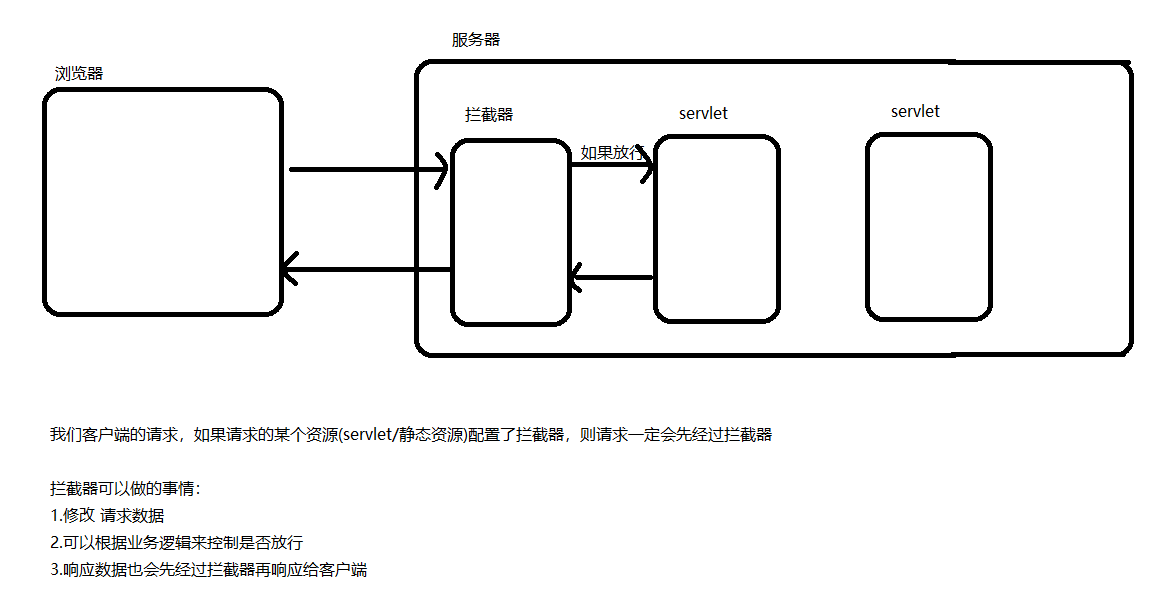 服务器
浏览器
拦截器
servlet
servlet
如果放行
我们客户端的请求，如果请求的某个资源(servlet/静态资源)配置了拦截器，则请求一定会先经过拦截器
拦截器可以做的事情：
1.修改 请求数据
2.可以根据业务逻辑来控制是否放行
3.响应数据也会先经过拦截器再响应给客户端